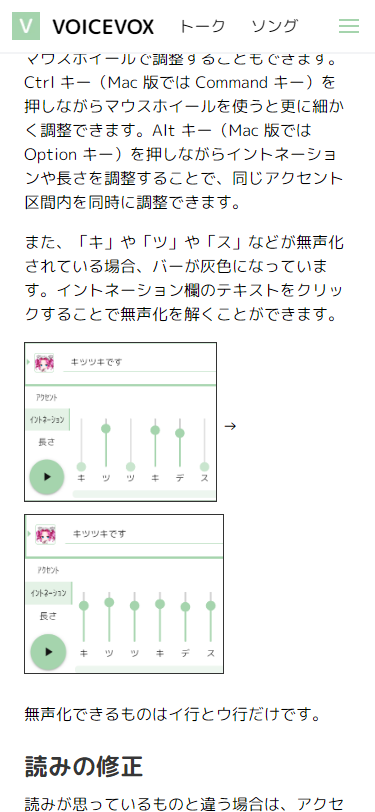 V VOICEVOX トーク ソング
マウスホイールで調整することもできます。
Ctrl キー（Mac 版では Command キー）を
押しながらマウスホイールを使うと更に細か
く調整できます。Alt キー（Mac 版では
Option キー）を押しながらイントネーショ
ンや長さを調整することで、同じアクセント
区間内を同時に調整できます。
また、「キ」や「ツ」や「ス」などが無声化
されている場合、バーが灰色になっていま
す。イントネーション欄のテキストをクリッ
クすることで無声化を解くことができます。
キツツキです
アクセント
イントネーション
長さ
キ ツ ツ キ デ ス
→
キツツキです
アクセント
イントネーション
長さ
キ ツ ツ キ デ ス
無声化できるものはイ行とウ行だけです。
読みの修正
読みが思っているものと違う場合は、アクセ